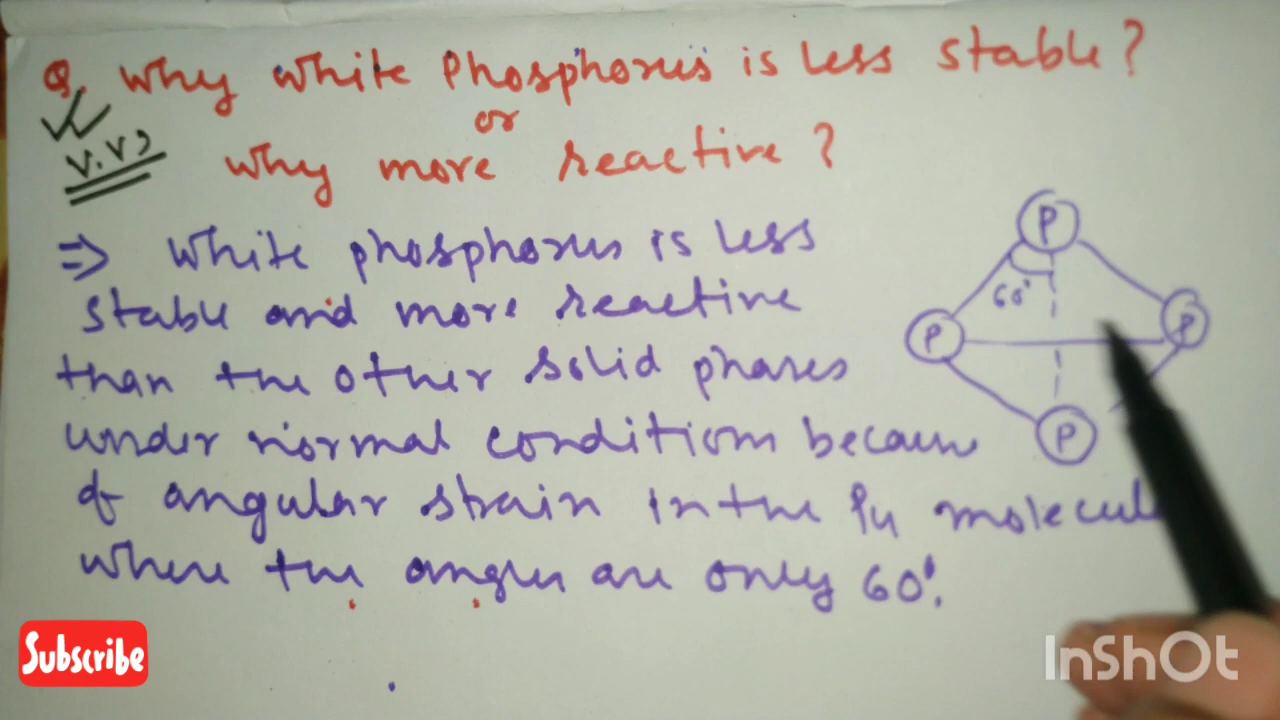 Q. Why white Phosphorus is less stable?
or
V.V)
why more reactive?
⇒ White phosphorus is less
stable and more reactive
than the other solid phases
under normal conditions because
of angular strain in the P4 molecule
where the angles are only 60°.
P
60°
P
P
P
Subscribe
InShOt